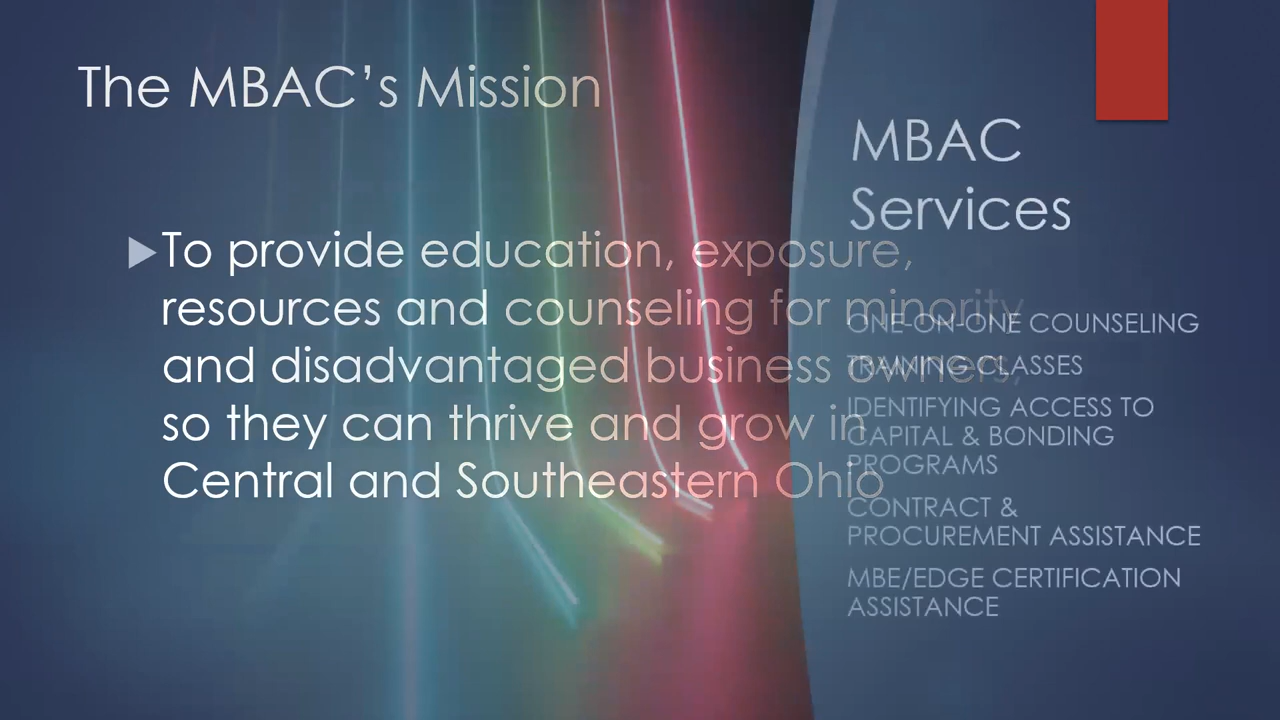 The MBAC’s Mission
To provide education, exposure,
resources and counseling for minority
and disadvantaged business owners,
so they can thrive and grow in
Central and Southeastern Ohio
MBAC
Services
ONE-ON-ONE COUNSELING
TRAINING CLASSES
IDENTIFYING ACCESS TO
CAPITAL & BONDING
PROGRAMS
CONTRACT &
PROCUREMENT ASSISTANCE
MBE/EDGE CERTIFICATION
ASSISTANCE